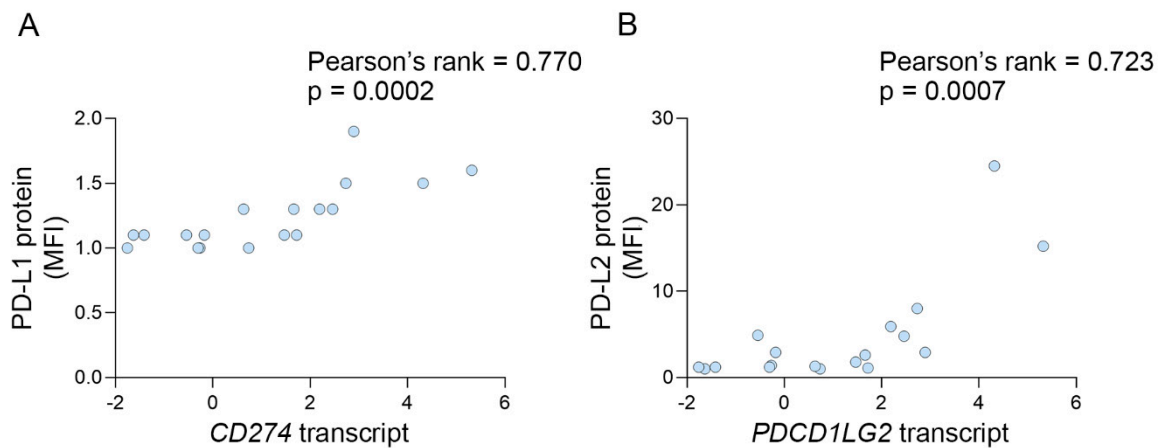 A
Pearson’s rank = 0.770
p = 0.0002
PD-L1 protein
(MFI)
2.0
1.5
1.0
0.5
0.0
-2
0
2
4
6
CD274 transcript
B
Pearson’s rank = 0.723
p = 0.0007
PD-L2 protein
(MFI)
30
20
10
0
-2
0
2
4
6
PDCD1LG2 transcript